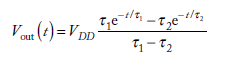 V_out(t) = V_DD (τ₁e^(−t/τ₁) − τ₂e^(−t/τ₂)) / (τ₁ − τ₂)